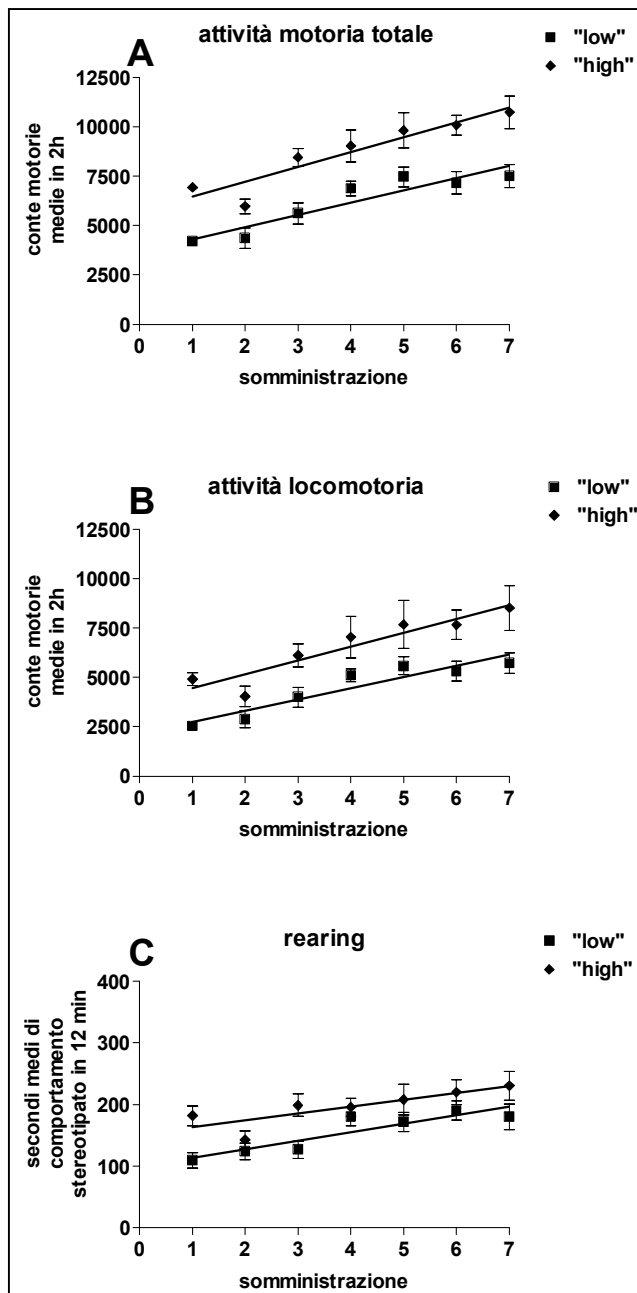 A
attività motoria totale
"low"
"high"
12500
10000
7500
5000
2500
0
conte motorie
medie in 2h
0 1 2 3 4 5 6 7
somministrazione
B
attività locomotoria
"low"
"high"
12500
10000
7500
5000
2500
0
conte motorie
medie in 2h
0 1 2 3 4 5 6 7
somministrazione
C
rearing
"low"
"high"
400
300
200
100
0
secondi medi di
comportamento
stereotipato in 12 min
0 1 2 3 4 5 6 7
somministrazione